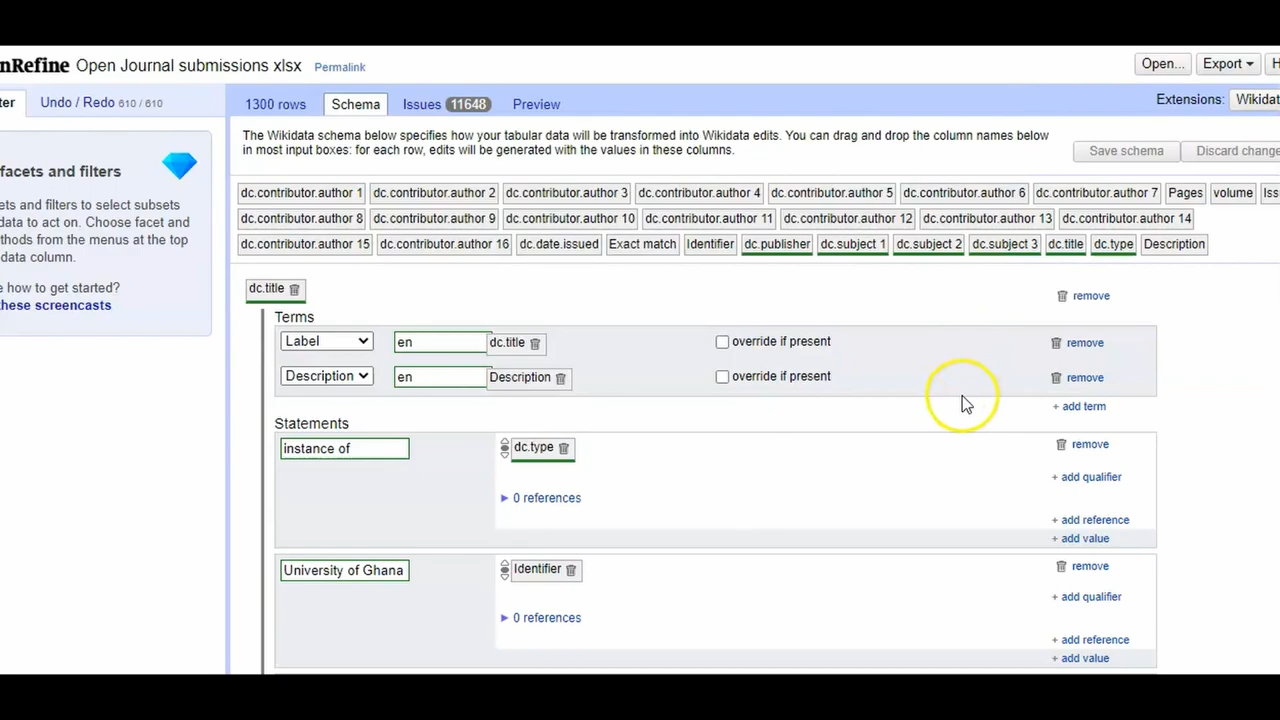 nRefine Open Journal submissions xlsx Permalink Open... Export H
ter Undo / Redo 610 / 610 1300 rows Schema Issues 11648 Preview Extensions: Wikidat
The Wikidata schema below specifies how your tabular data will be transformed into Wikidata edits. You can drag and drop the column names below
in most input boxes: for each row, edits will be generated with the values in these columns.
Save schema Discard change
facets and filters
ets and filters to select subsets
data to act on. Choose facet and
thods from the menus at the top
data column.
how to get started?
these screencasts
dc.contributor.author 1 dc.contributor.author 2 dc.contributor.author 3 dc.contributor.author 4 dc.contributor.author 5 dc.contributor.author 6 dc.contributor.author 7 Pages volume Iss
dc.contributor.author 8 dc.contributor.author 9 dc.contributor.author 10 dc.contributor.author 11 dc.contributor.author 12 dc.contributor.author 13 dc.contributor.author 14
dc.contributor.author 15 dc.contributor.author 16 dc.date.issued Exact match Identifier dc.publisher dc.subject 1 dc.subject 2 dc.subject 3 dc.title dc.type Description
dc.title remove
Terms
Label en dc.title override if present remove
Description en Description override if present remove
+ add term
Statements
instance of dc.type remove
+ add qualifier
0 references
+ add reference
+ add value
University of Ghana Identifier remove
+ add qualifier
0 references
+ add reference
+ add value